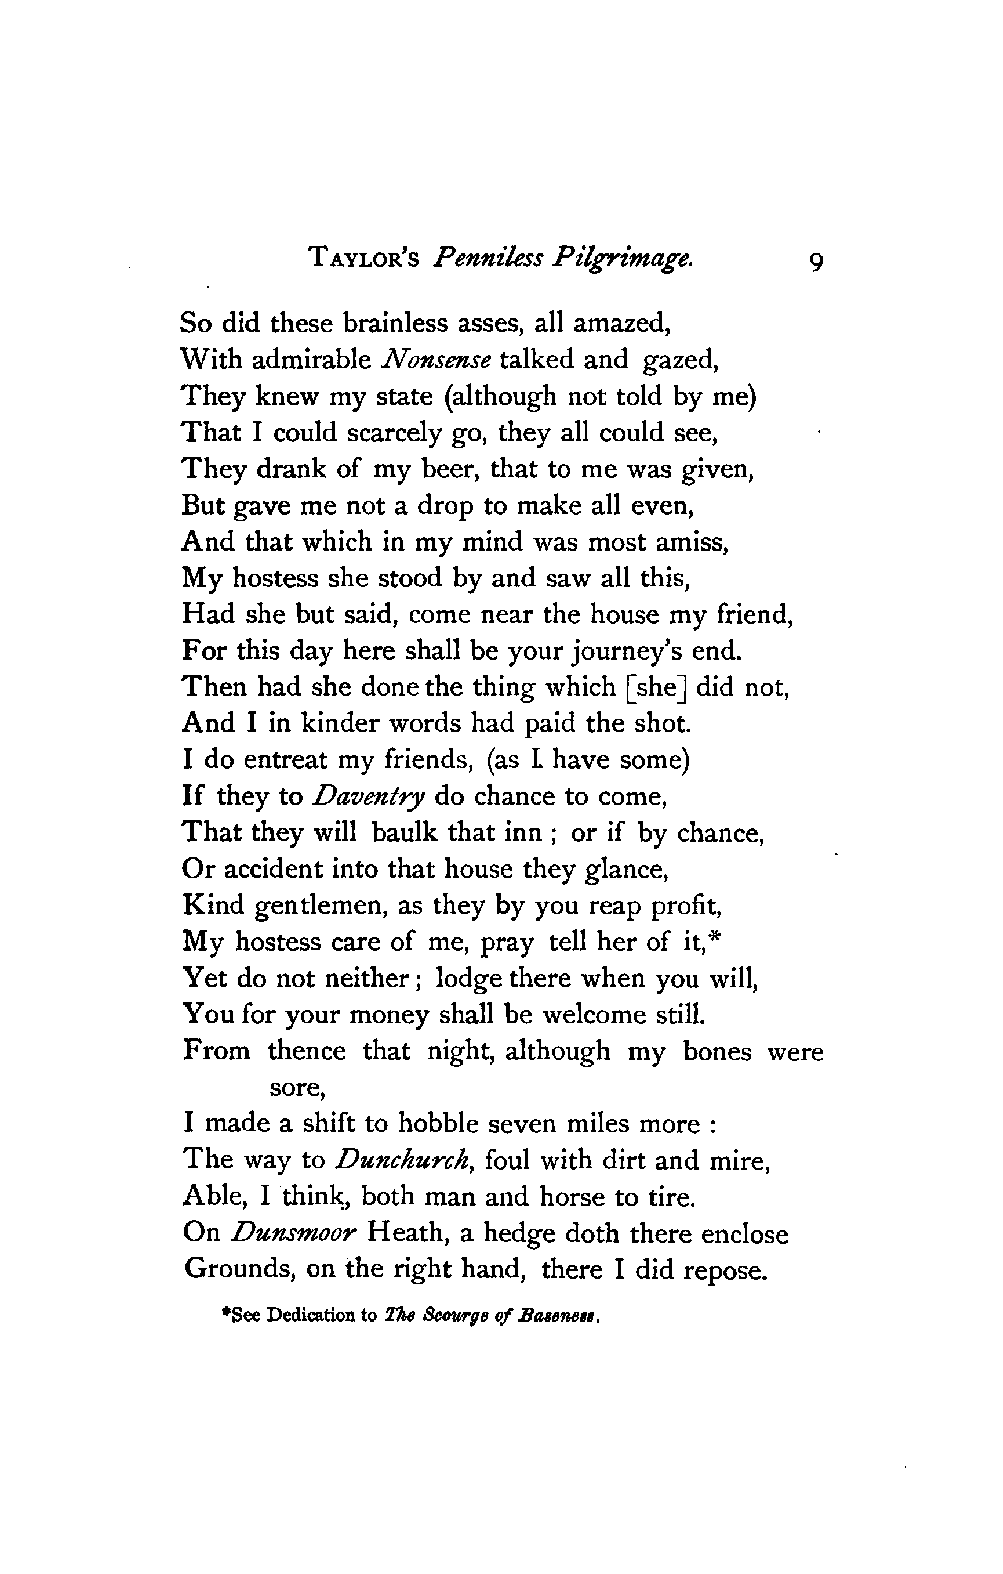 TAYLOR'S Penniless Pilgrimage. 9
So did these brainless asses, all amazed,
With admirable Nonsense talked and gazed,
They knew my state (although not told by me)
That I could scarcely go, they all could see,
They drank of my beer, that to me was given,
But gave me not a drop to make all even,
And that which in my mind was most amiss,
My hostess she stood by and saw all this,
Had she but said, come near the house my friend,
For this day here shall be your journey's end.
Then had she done the thing which [she] did not,
And I in kinder words had paid the shot.
I do entreat my friends, (as I have some)
If they to Daventry do chance to come,
That they will baulk that inn ; or if by chance,
Or accident into that house they glance,
Kind gentlemen, as they by you reap profit,
My hostess care of me, pray tell her of it,*
Yet do not neither ; lodge there when you will,
You for your money shall be welcome still.
From thence that night, although my bones were
sore,
I made a shift to hobble seven miles more :
The way to Dunchurch, foul with dirt and mire,
Able, I think, both man and horse to tire.
On Dunsmoor Heath, a hedge doth there enclose
Grounds, on the right hand, there I did repose.
*See Dedication to The Scourge of Baseness.